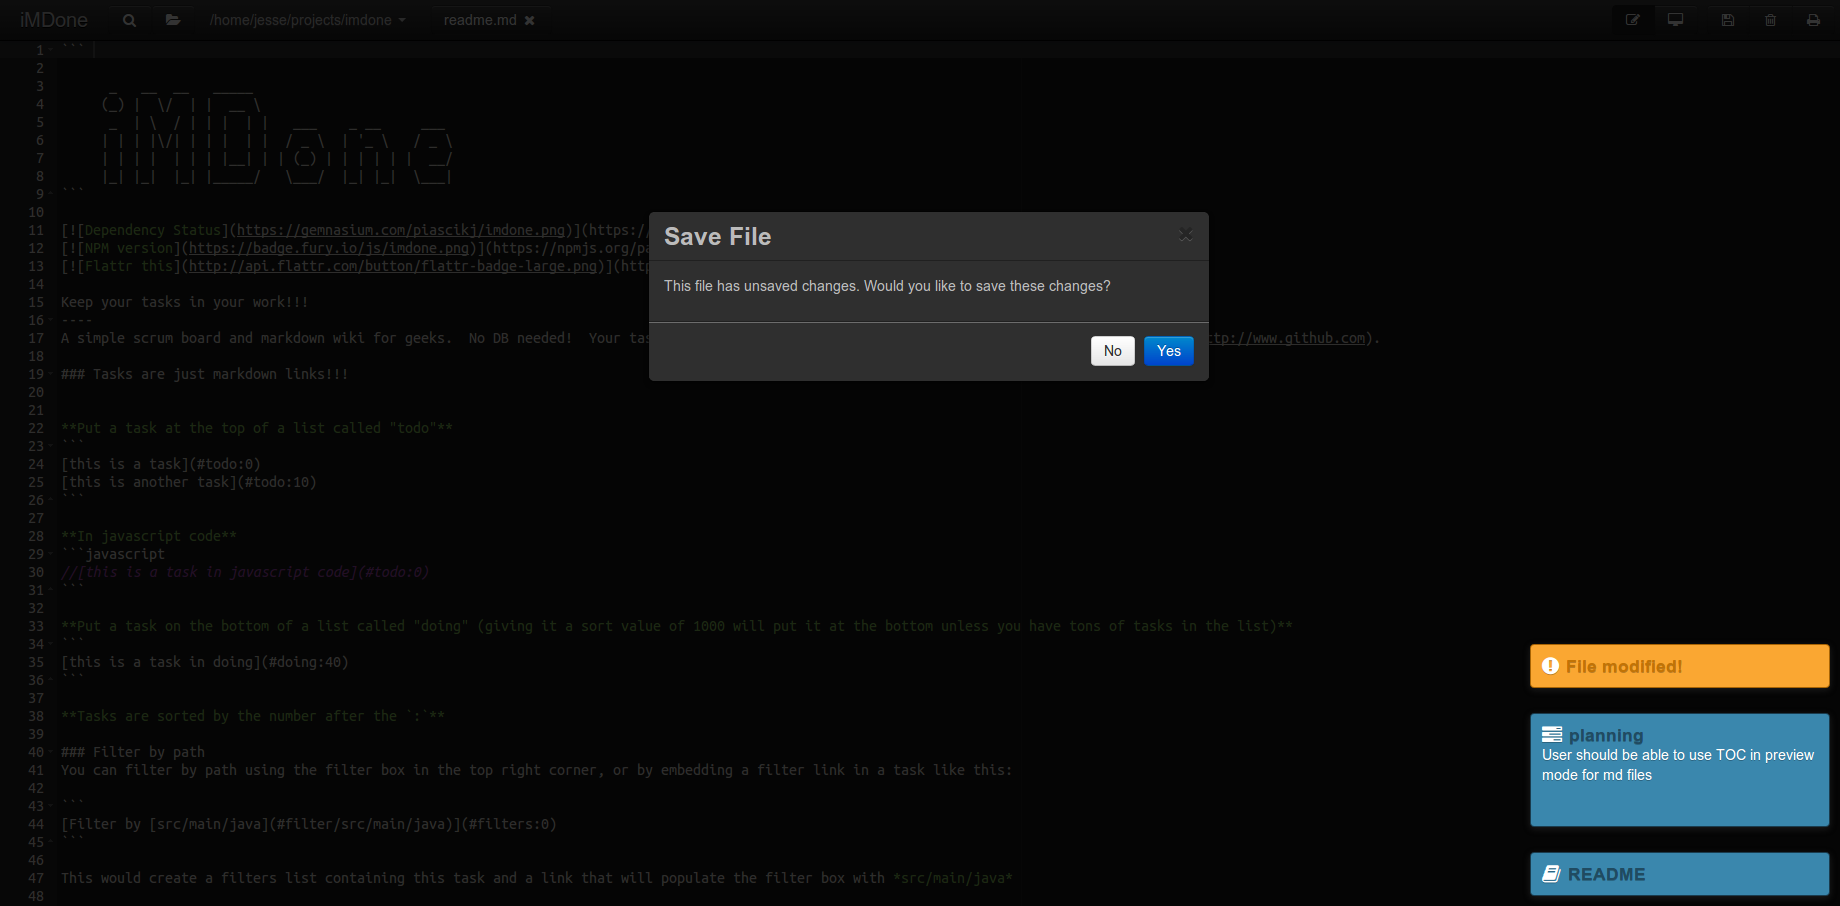 iMDone /home/jesse/projects/imdone readme.md
1 ```
2
3  _   __  __   _____
4 (_) |  \/  | |  __ \
5  _  | \  / | | |  | |   ___    _ __     ___
6 | | | |\/| | | |  | |  / _ \  | '_ \   / _ \
7 | | | |  | | | |__| | | (_) | | | | | |  __/
8 |_| |_|  |_| |_____/   \___/  |_| |_|  \___|
9 ```
10
11 [![Dependency Status](https://gemnasium.com/piascikj/imdone.png)](https:/
12 [![NPM version](https://badge.fury.io/js/imdone.png)](https://npmjs.org/pa
13 [![Flattr this](http://api.flattr.com/button/flattr-badge-large.png)](htt
14
15 Keep your tasks in your work!!!
16 ----
17 A simple scrum board and markdown wiki for geeks.  No DB needed!  Your tas tp://www.github.com).
18
19 ### Tasks are just markdown links!!!
20
21
22 **Put a task at the top of a list called "todo"**
23 ```
24 [this is a task](#todo:0)
25 [this is another task](#todo:10)
26 ```
27
28 **In javascript code**
29 ```javascript
30 //[this is a task in javascript code](#todo:0)
31 ```
32
33 **Put a task on the bottom of a list called "doing" (giving it a sort value of 1000 will put it at the bottom unless you have tons of tasks in the list)**
34 ```
35 [this is a task in doing](#doing:40)
36 ```
37
38 **Tasks are sorted by the number after the `:`**
39
40 ### Filter by path
41 You can filter by path using the filter box in the top right corner, or by embedding a filter link in a task like this:
42
43 ```
44 [Filter by [src/main/java](#filter/src/main/java)](#filters:0)
45 ```
46
47 This would create a filters list containing this task and a link that will populate the filter box with *src/main/java*
48
Save File
This file has unsaved changes. Would you like to save these changes?
No Yes
File modified!
planning
User should be able to use TOC in preview
mode for md files
README